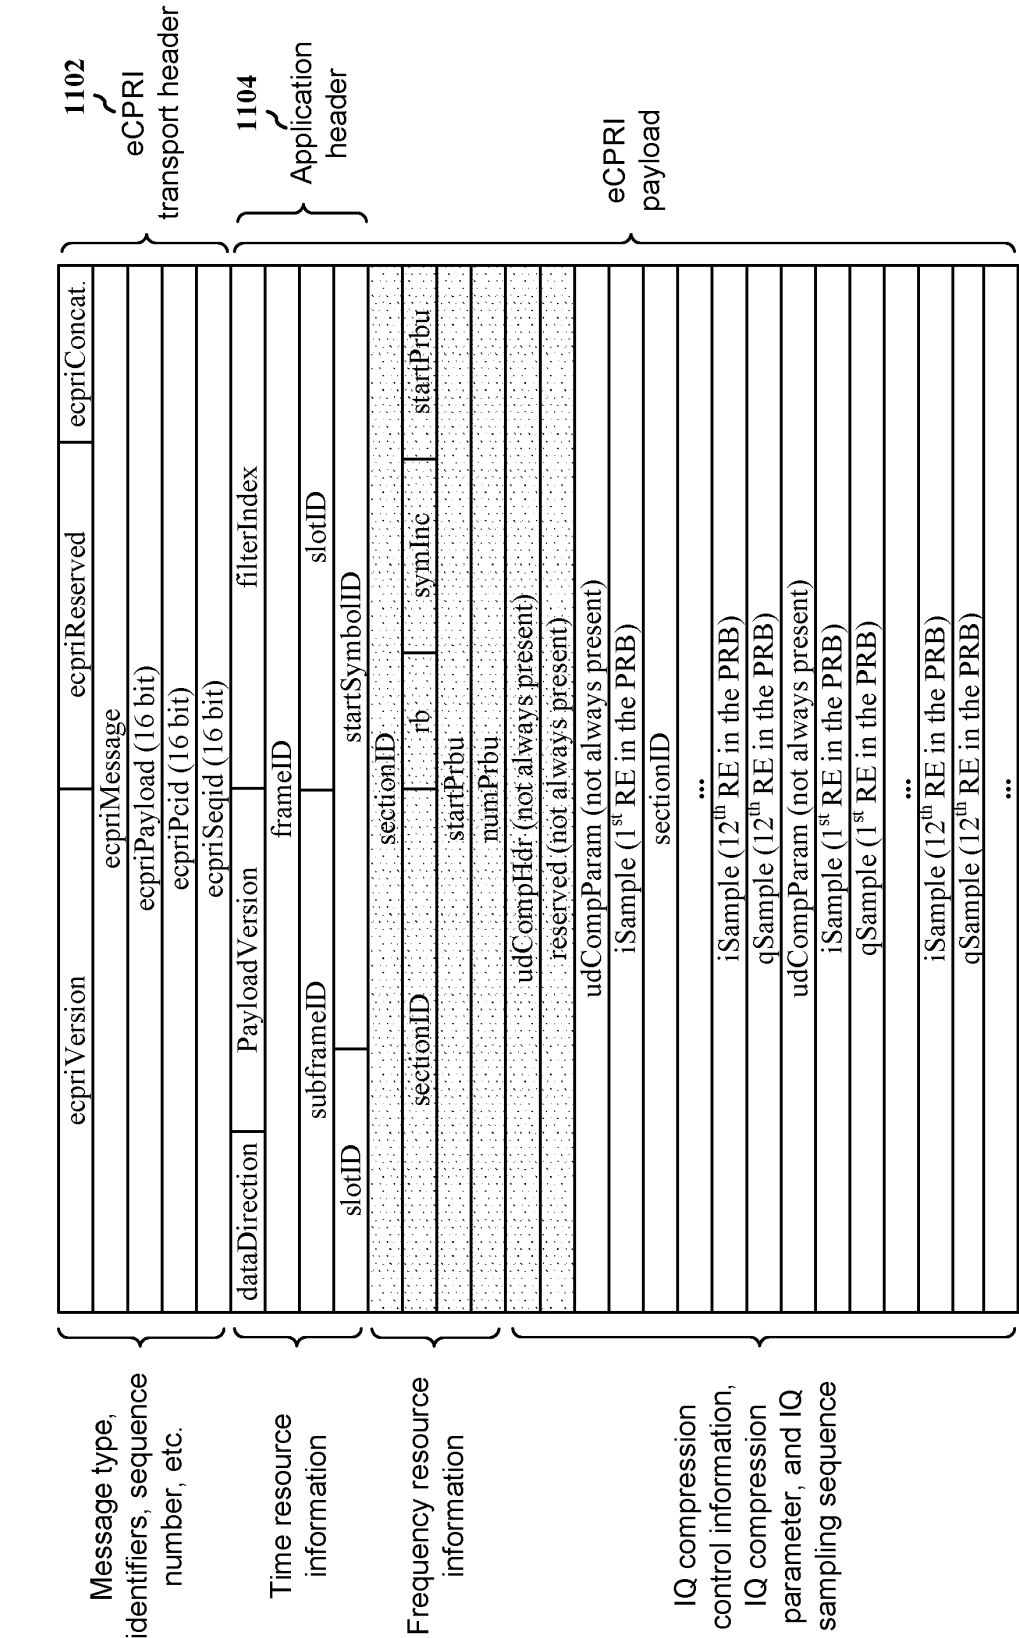 Message type,
identifiers, sequence
number, etc.
Time resource
information
Frequency resource
information
IQ compression
control information,
IQ compression
parameter, and IQ
sampling sequence
ecpriVersion
ecpriReserved
ecpriConcat.
ecpriMessage
ecpriPayload (16 bit)
ecpriPcid (16 bit)
ecpriSeqid (16 bit)
dataDirection
PayloadVersion
filterIndex
frameID
subframeID
slotID
slotID
startSymbolID
sectionID
sectionID
rb
symInc
startPrbu
startPrbu
numPrbu
udCompHdr (not always present)
reserved (not always present)
udCompParam (not always present)
iSample (1st RE in the PRB)
sectionID
...
iSample (12th RE in the PRB)
qSample (12th RE in the PRB)
udCompParam (not always present)
iSample (1st RE in the PRB)
qSample (1st RE in the PRB)
...
iSample (12th RE in the PRB)
qSample (12th RE in the PRB)
...
1102
eCPRI
transport header
1104
Application
header
eCPRI
payload